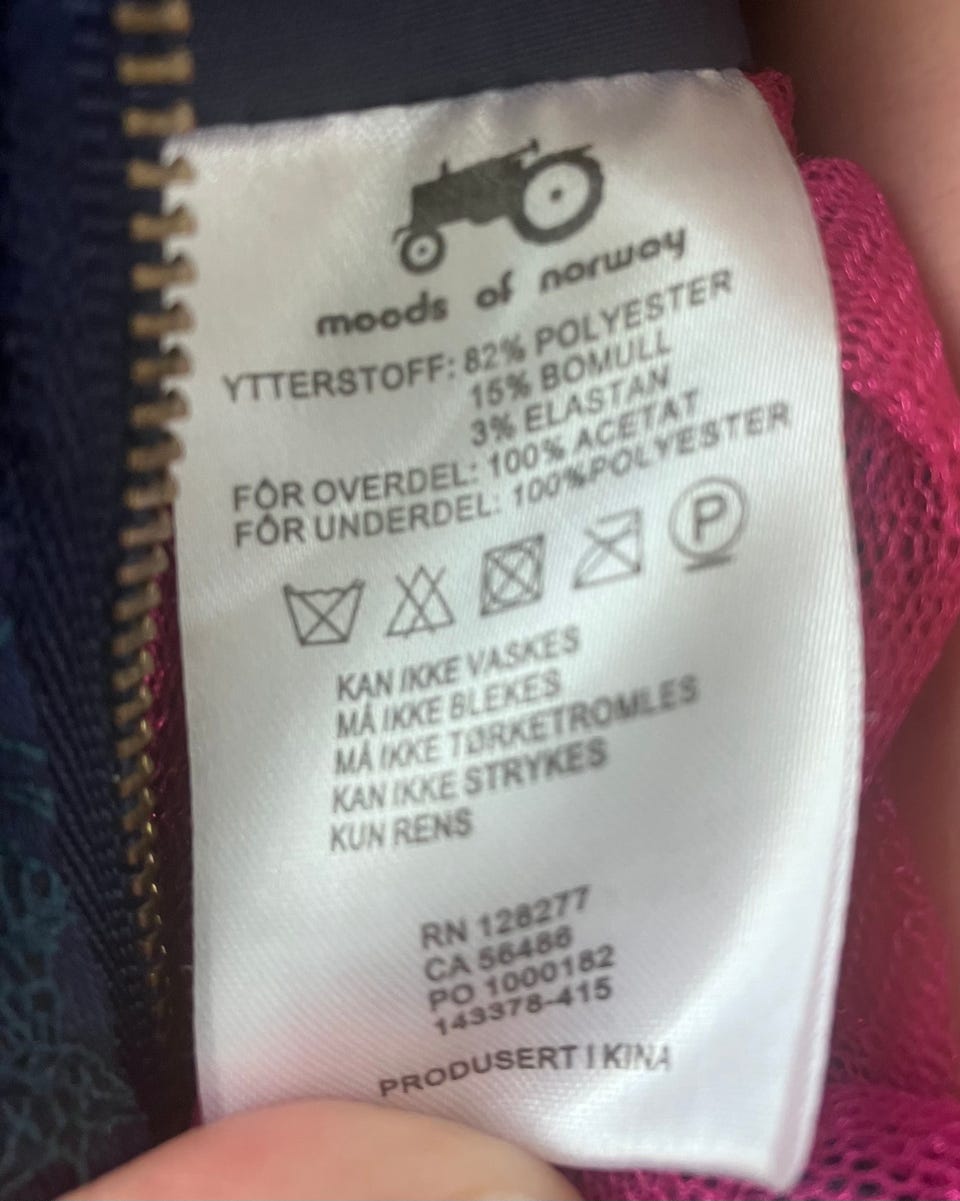 moods of norway
YTTERSTOFF: 82% POLYESTER
15% BOMULL
3% ELASTAN
FÔR OVERDEL: 100% ACETAT
FÔR UNDERDEL: 100%POLYESTER
P
KAN IKKE VASKES
MÅ IKKE BLEKES
MÅ IKKE TØRKETROMLES
KAN IKKE STRYKES
KUN RENS
RN 128277
CA 56486
PO 1000182
143378-415
PRODUSERT I KINA